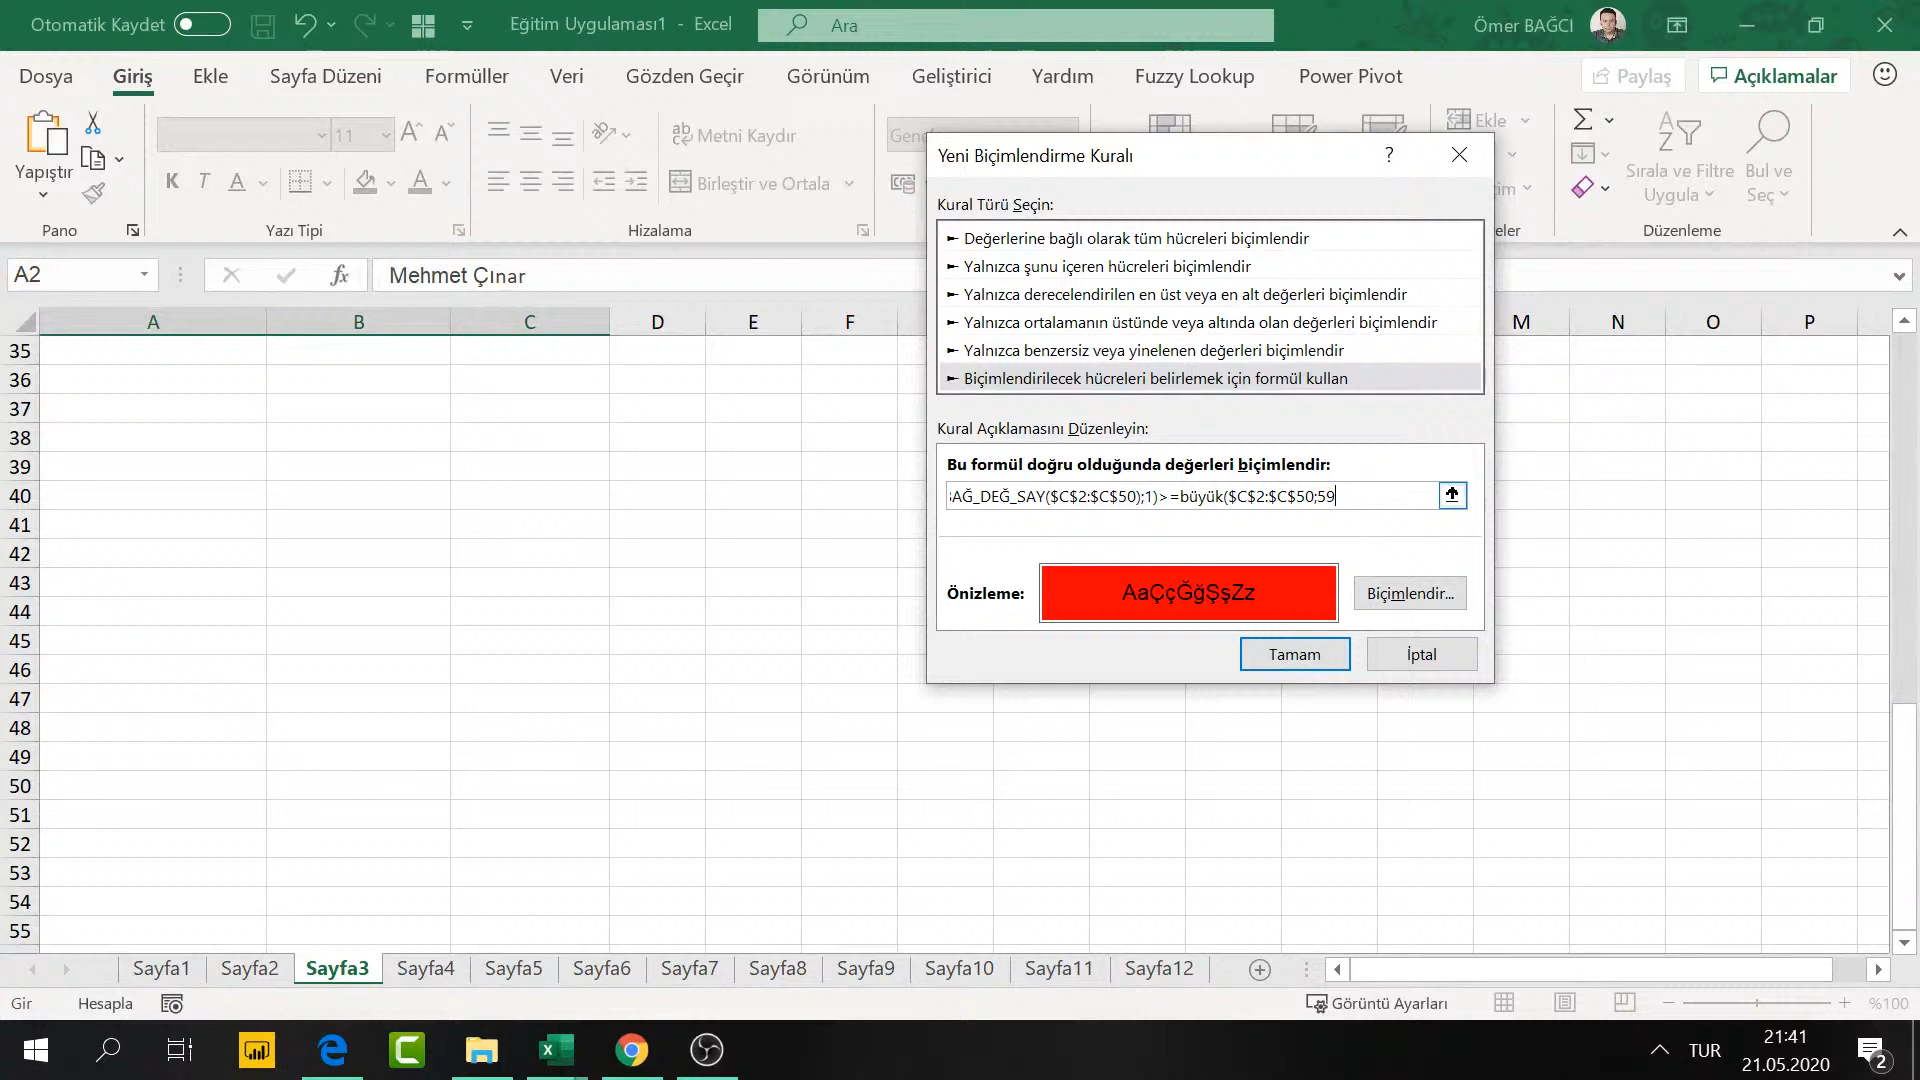 Otomatik Kaydet
Eğitim Uygulaması1 - Excel
Ara
Ömer BAĞCI
Dosya
Giriş
Ekle
Sayfa Düzeni
Formüller
Veri
Gözden Geçir
Görünüm
Geliştirici
Yardım
Fuzzy Lookup
Power Pivot
Paylaş
Açıklamalar
Yapıştır
11
K T A
Metni Kaydır
Birleştir ve Ortala
Gene
Ekle
Sırala ve Filtre
Uygula
Bul ve
Seç
Pano
Yazı Tipi
Hizalama
Düzenleme
A2
fx
Mehmet Çınar
A B C D E F M N O P
35
36
37
38
39
40
41
42
43
44
45
46
47
48
49
50
51
52
53
54
55
Yeni Biçimlendirme Kuralı
?
Kural Türü Seçin:
► Değerlerine bağlı olarak tüm hücreleri biçimlendir
► Yalnızca şunu içeren hücreleri biçimlendir
► Yalnızca derecelendirilen en üst veya en alt değerleri biçimlendir
► Yalnızca ortalamanın üstünde veya altında olan değerleri biçimlendir
► Yalnızca benzersiz veya yinelenen değerleri biçimlendir
► Biçimlendirilecek hücreleri belirlemek için formül kullan
Kural Açıklamasını Düzenleyin:
Bu formül doğru olduğunda değerleri biçimlendir:
AĞ_DEĞ_SAY($C$2:$C$50);1)>=büyük($C$2:$C$50;59
Önizleme:
AaÇçĞğŞşZz
Biçimlendir...
Tamam
İptal
Sayfa1
Sayfa2
Sayfa3
Sayfa4
Sayfa5
Sayfa6
Sayfa7
Sayfa8
Sayfa9
Sayfa10
Sayfa11
Sayfa12
Gir
Hesapla
Görüntü Ayarları
%100
TUR
21:41
21.05.2020
2